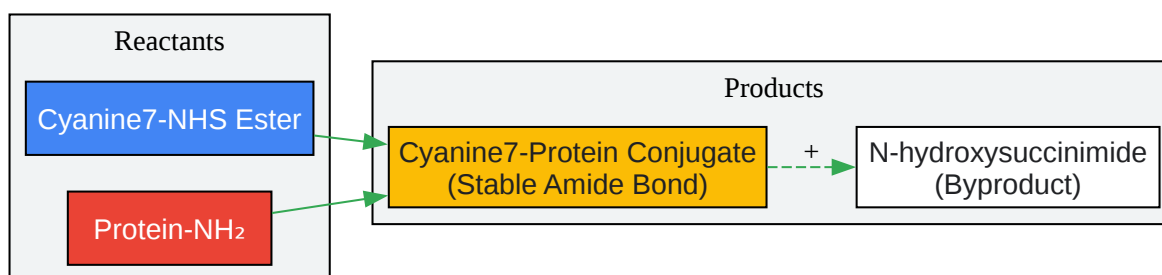 Reactants
Cyanine7-NHS Ester
Protein-NH₂
Products
Cyanine7-Protein Conjugate
(Stable Amide Bond)
+
N-hydroxysuccinimide
(Byproduct)